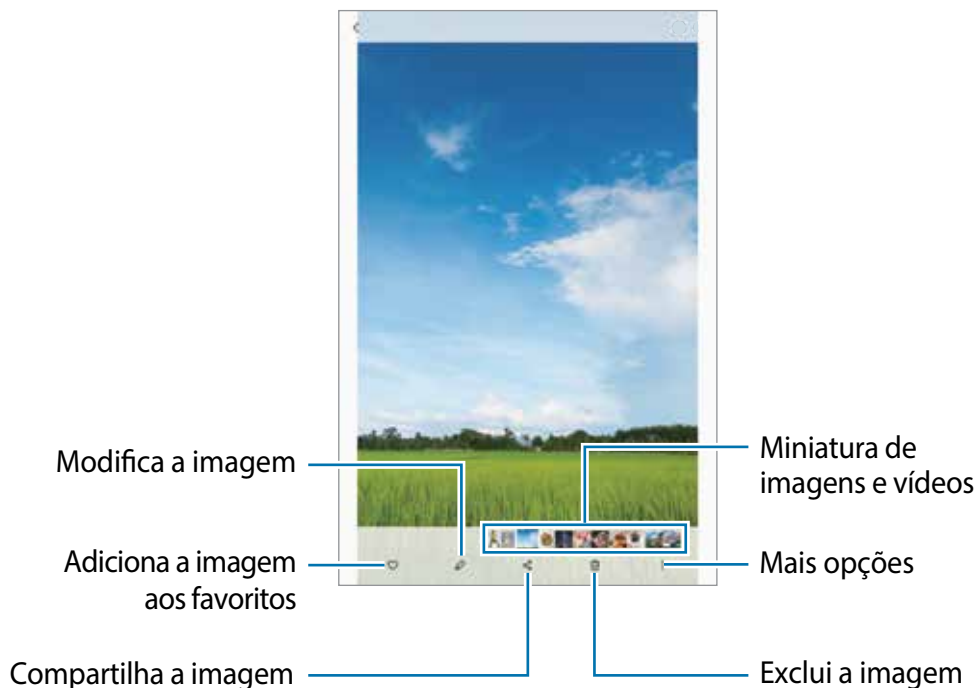 Modifica a imagem
Adiciona a imagem
aos favoritos
Compartilha a imagem
Miniatura de
imagens e vídeos
Mais opções
Exclui a imagem